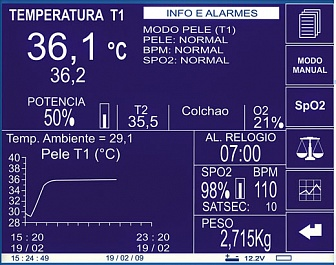 TEMPERATURA T1
INFO E ALARMES
36,1 °C
36,2
MODO PELE (T1)
PELE: NORMAL
BPM: NORMAL
SPO2: NORMAL
MODO
MANUAL
POTENCIA
50%
T2
35,5
Colchao
O2
21%
SpO2
Temp. Ambiente = 29,1
Pele T1 (°C)
40
38
36
34
32
30
28
15 : 20
19 / 02
23 : 20
19 / 02
AL. RELOGIO
07:00
SPO2 BPM
98% 110
SATSEC: 10
PESO
2,715Kg
15 : 24 : 49
19 / 02 / 09
12.2V